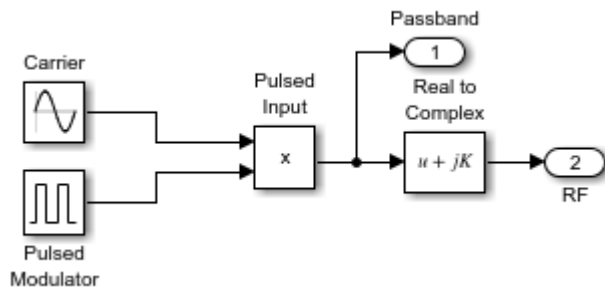 Passband
1
Carrier
Pulsed
Input
Real to
Complex
x
u + jK
2
RF
Pulsed
Modulator